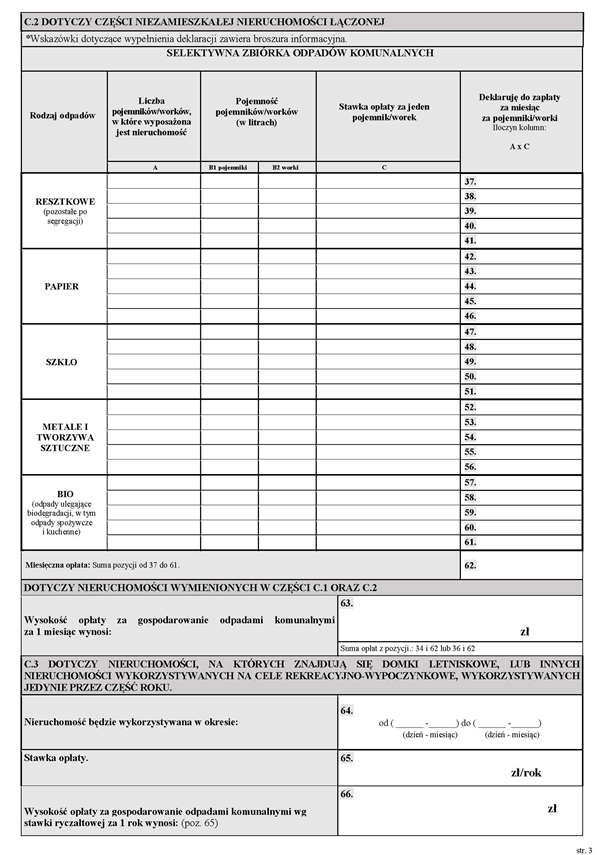 C.2 DOTYCZY CZĘŚCI NIEZAMIESZKAŁEJ NIERUCHOMOŚCI ŁĄCZONEJ
*Wskazówki dotyczące wypełnienia deklaracji zawiera broszura informacyjna.
SELEKTYWNA ZBIÓRKA ODPADÓW KOMUNALNYCH
Rodzaj odpadów
Liczba
pojemników/worków,
w które wyposażona
jest nieruchomość
Pojemność
pojemników/worków
(w litrach)
Stawka opłaty za jeden
pojemnik/worek
Deklaruję do zapłaty
za miesiąc
za pojemniki/worki
Iloczyn kolumn:
A x C
A
B1 pojemniki
B2 worki
C
RESZTKOWE
(pozostałe po
segregacji)
37.
38.
39.
40.
41.
PAPIER
42.
43.
44.
45.
46.
SZKŁO
47.
48.
49.
50.
51.
METALE I
TWORZYWA
SZTUCZNE
52.
53.
54.
55.
56.
BIO
(odpady ulegające
biodegradacji, w tym
odpady spożywcze
i kuchenne)
57.
58.
59.
60.
61.
Miesięczna opłata: Suma pozycji od 37 do 61.
62.
DOTYCZY NIERUCHOMOŚCI WYMIENIONYCH W CZĘŚCI C.1 ORAZ C.2
Wysokość opłaty za gospodarowanie odpadami komunalnymi
za 1 miesiąc wynosi:
63.
zł
Suma opłat z pozycji.: 34 i 62 lub 36 i 62
C.3 DOTYCZY NIERUCHOMOŚCI, NA KTÓRYCH ZNAJDUJĄ SIĘ DOMKI LETNISKOWE, LUB INNYCH
NIERUCHOMOŚCI WYKORZYSTYWANYCH NA CELE REKREACYJNO-WYPOCZYNKOWE, WYKORZYSTYWANYCH
JEDYNIE PRZEZ CZĘŚĆ ROKU.
Nieruchomość będzie wykorzystywana w okresie:
64.
od ( ______ -______) do ( ______ -______)
(dzień - miesiąc) (dzień - miesiąc)
Stawka opłaty.
65.
zł/rok
Wysokość opłaty za gospodarowanie odpadami komunalnymi wg
stawki ryczałtowej za 1 rok wynosi: (poz. 65)
66.
zł
str. 3